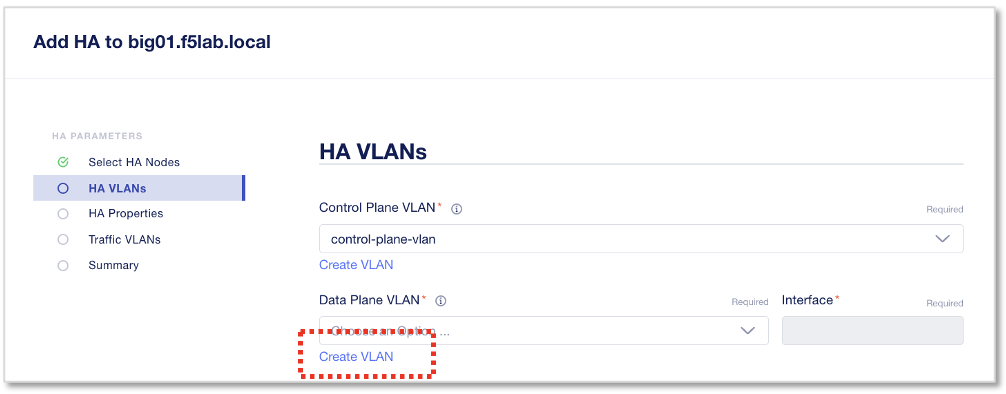 Add HA to big01.f5lab.local
HA PARAMETERS
Select HA Nodes
HA VLANs
HA Properties
Traffic VLANs
Summary
HA VLANs
Control Plane VLAN*
Required
control-plane-vlan
Create VLAN
Data Plane VLAN*
Required
Interface*
Required
Choose an Option ...
Create VLAN